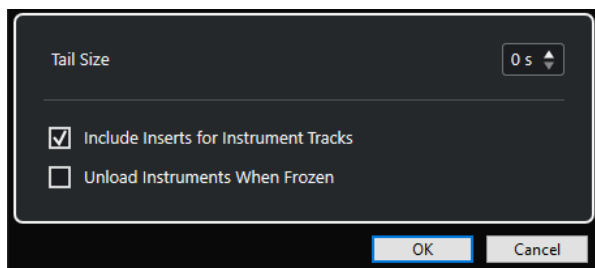 Tail Size
0 s
Include Inserts for Instrument Tracks
Unload Instruments When Frozen
OK Cancel